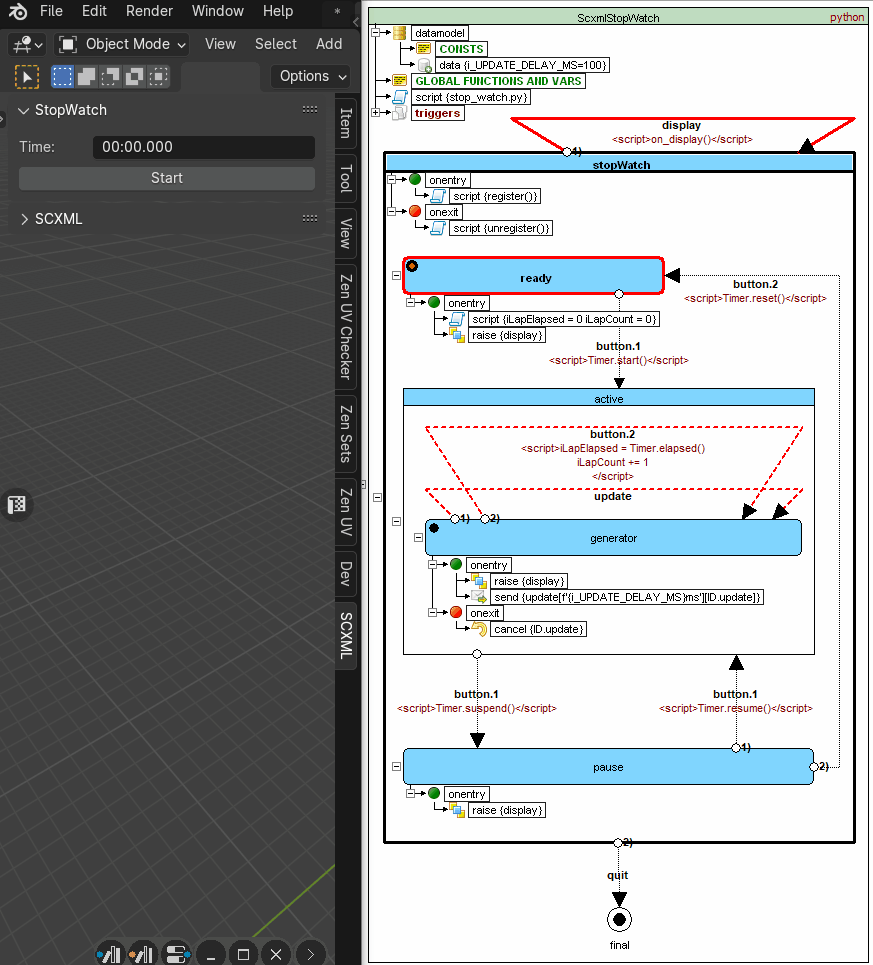 File Edit Render Window Help
Object Mode View Select Add
Options
StopWatch
Time: 00:00.000
Start
SCXML
Item
Tool
View
Zen UV Checker
Zen Sets
Zen UV
Dev
SCXML
ScxmlStopWatch python
datamodel
CONSTS
data {i_UPDATE_DELAY_MS=100}
GLOBAL FUNCTIONS AND VARS
script {stop_watch.py}
triggers
display
<script>on_display()</script>
1)
stopWatch
onentry
script {register()}
onexit
script {unregister()}
ready
onentry
script {iLapElapsed = 0 iLapCount = 0}
raise {display}
button.2
<script>Timer.reset()</script>
button.1
<script>Timer.start()</script>
active
button.2
<script>iLapElapsed = Timer.elapsed()
iLapCount += 1
</script>
update
1) 2)
generator
onentry
raise {display}
send {update[f'{i_UPDATE_DELAY_MS}ms'][ID.update]}
onexit
cancel {ID.update}
button.1
<script>Timer.suspend()</script>
button.1
<script>Timer.resume()</script>
1)
pause
2)
onentry
raise {display}
2)
quit
final